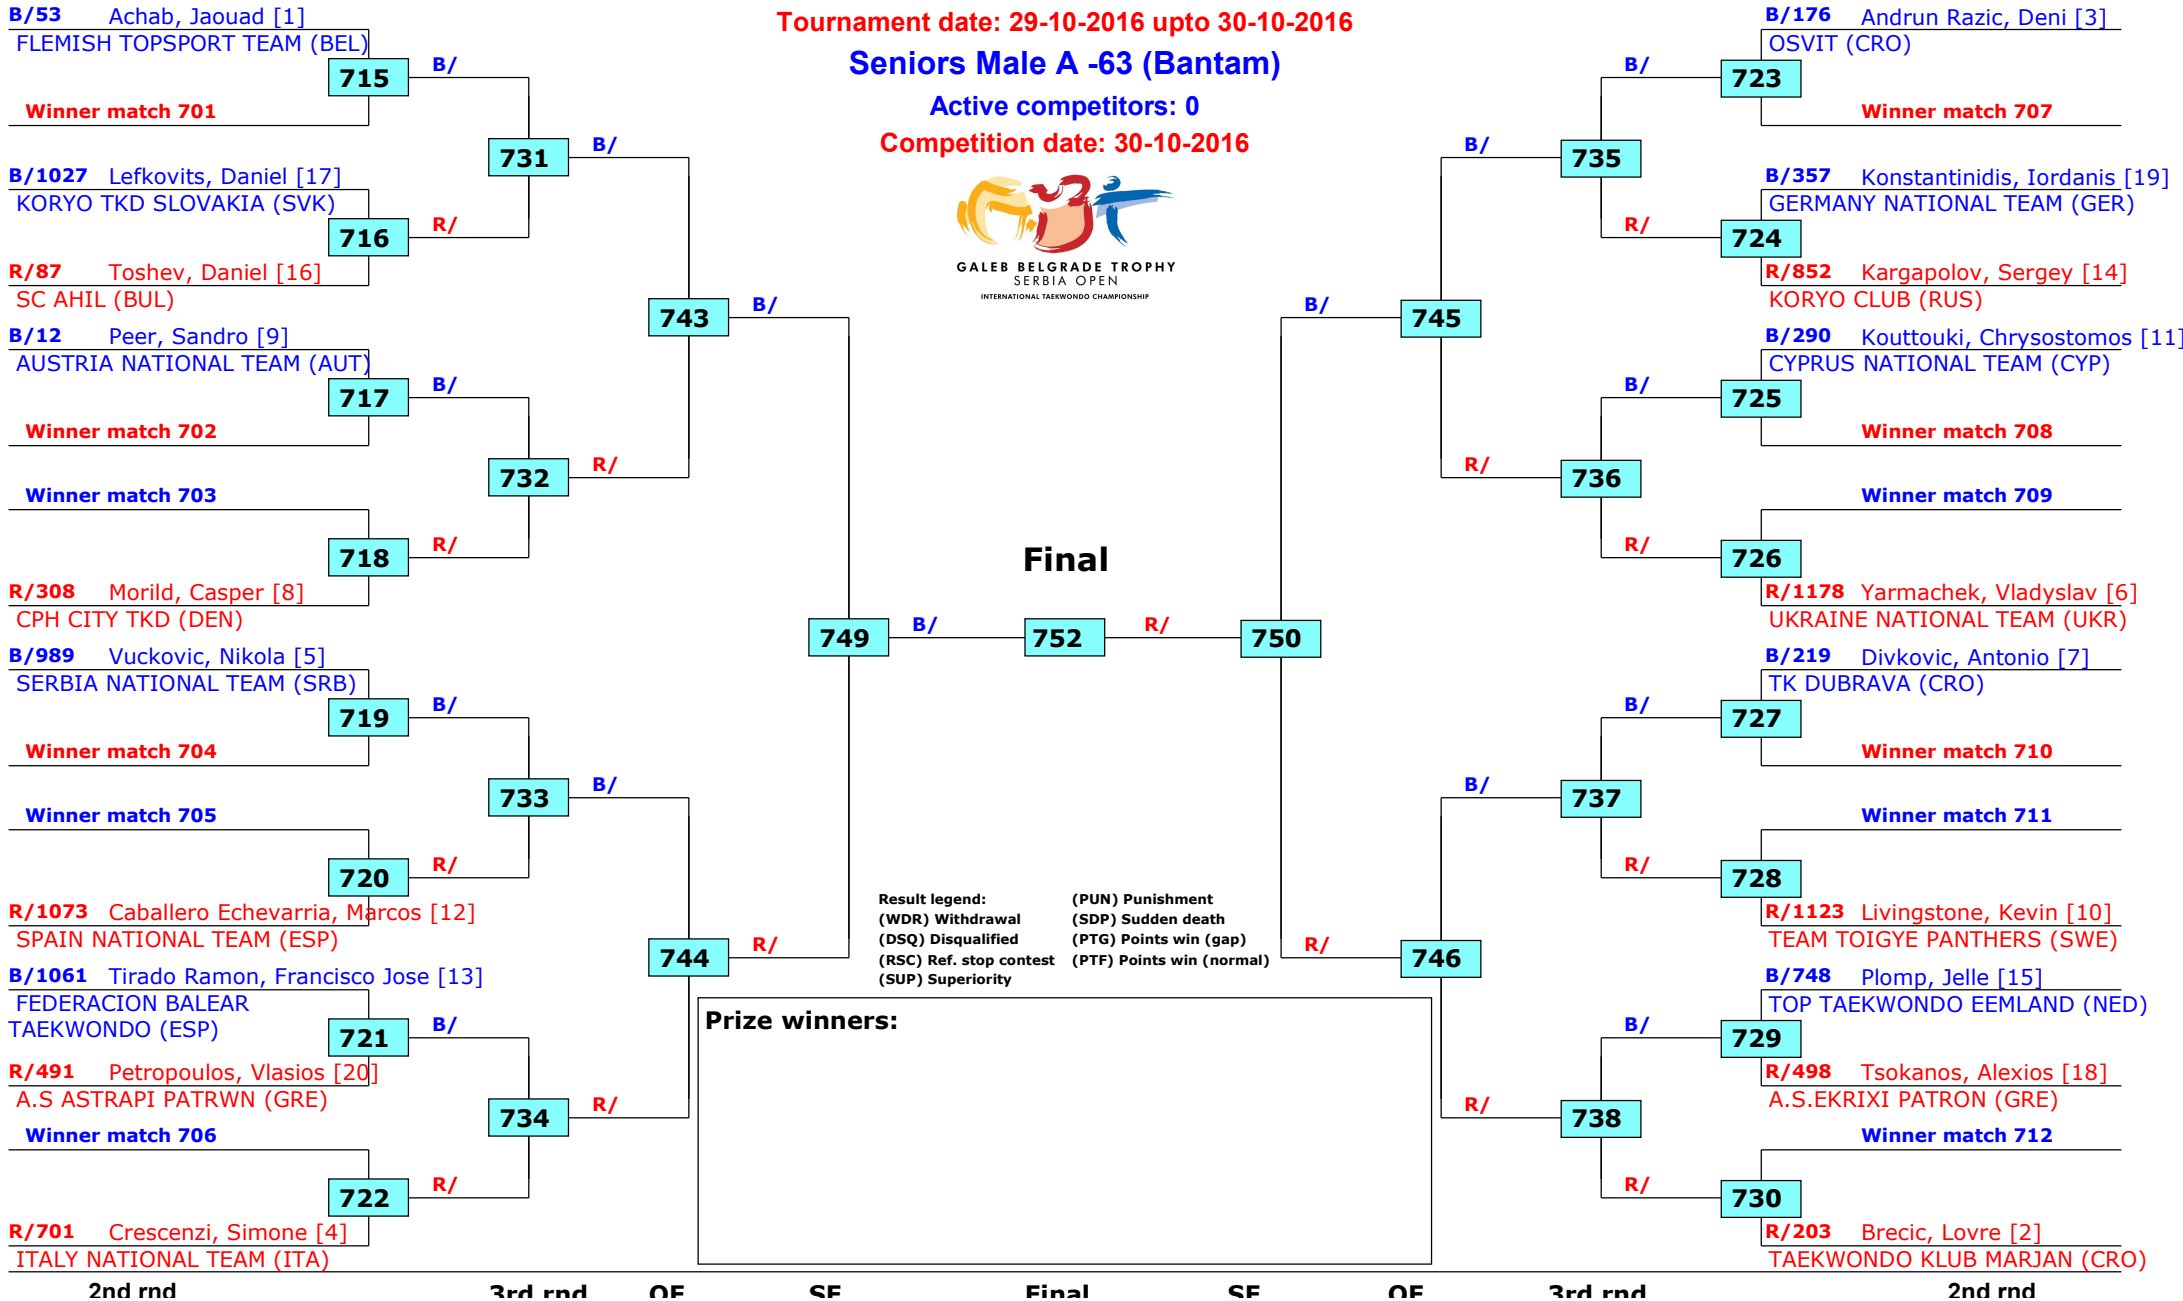 Tournament date: 29-10-2016 upto 30-10-2016
Seniors Male A -63 (Bantam)
Active competitors: 0
Competition date: 30-10-2016
GALEB BELGRADE TROPHY
SERBIA OPEN
INTERNATIONAL TAEKWONDO CHAMPIONSHIP
B/53 Achab, Jaouad [1]
FLEMISH TOPSPORT TEAM (BEL)
715
B/
Winner match 701
731
B/
B/1027 Lefkovits, Daniel [17]
KORYO TKD SLOVAKIA (SVK)
716
R/
R/87 Toshev, Daniel [16]
SC AHIL (BUL)
743
B/
B/12 Peer, Sandro [9]
AUSTRIA NATIONAL TEAM (AUT)
717
B/
Winner match 702
732
R/
Winner match 703
718
R/
R/308 Morild, Casper [8]
CPH CITY TKD (DEN)
749
B/
B/989 Vuckovic, Nikola [5]
SERBIA NATIONAL TEAM (SRB)
719
B/
Winner match 704
733
B/
Winner match 705
720
R/
R/1073 Caballero Echevarria, Marcos [12]
SPAIN NATIONAL TEAM (ESP)
744
R/
B/1061 Tirado Ramon, Francisco Jose [13]
FEDERACION BALEAR
TAEKWONDO (ESP)
721
B/
R/491 Petropoulos, Vlasios [20]
A.S ASTRAPI PATRWN (GRE)
734
R/
Winner match 706
722
R/
R/701 Crescenzi, Simone [4]
ITALY NATIONAL TEAM (ITA)
Final
752
R/
750
B/176 Andrun Razic, Deni [3]
OSVIT (CRO)
B/
723
Winner match 707
B/
735
B/357 Konstantinidis, Iordanis [19]
GERMANY NATIONAL TEAM (GER)
R/
724
R/852 Kargapolov, Sergey [14]
KORYO CLUB (RUS)
B/
745
B/290 Kouttouki, Chrysostomos [11]
CYPRUS NATIONAL TEAM (CYP)
B/
725
Winner match 708
R/
736
Winner match 709
R/
726
R/1178 Yarmachek, Vladyslav [6]
UKRAINE NATIONAL TEAM (UKR)
B/219 Divkovic, Antonio [7]
TK DUBRAVA (CRO)
B/
727
Winner match 710
B/
737
Winner match 711
R/
728
R/1123 Livingstone, Kevin [10]
TEAM TOIGYE PANTHERS (SWE)
R/
746
B/748 Plomp, Jelle [15]
TOP TAEKWONDO EEMLAND (NED)
B/
729
R/498 Tsokanos, Alexios [18]
A.S.EKRIXI PATRON (GRE)
R/
738
Winner match 712
R/
730
R/203 Brecic, Lovre [2]
TAEKWONDO KLUB MARJAN (CRO)
Result legend: (PUN) Punishment
(WDR) Withdrawal (SDP) Sudden death
(DSQ) Disqualified (PTG) Points win (gap)
(RSC) Ref. stop contest (PTF) Points win (normal)
(SUP) Superiority
Prize winners:
2nd rnd 3rd rnd QF SF Final SF QF 3rd rnd 2nd rnd